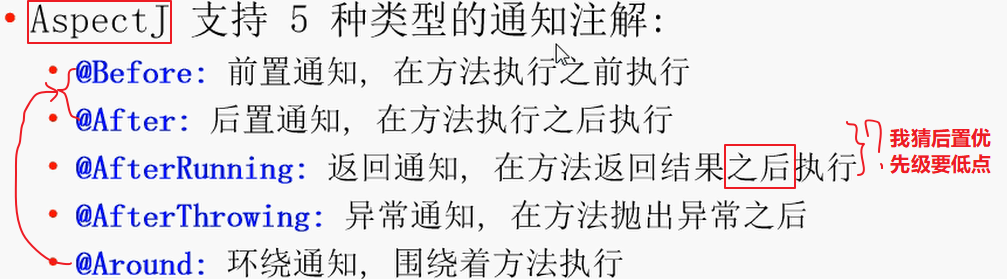 AspectJ 支持 5 种类型的通知注解:
@Before: 前置通知, 在方法执行之前执行
@After: 后置通知, 在方法执行之后执行
@AfterRunning: 返回通知, 在方法返回结果之后执行
我猜后置优
先级要低点
@AfterThrowing: 异常通知, 在方法抛出异常之后
@Around: 环绕通知, 围绕着方法执行